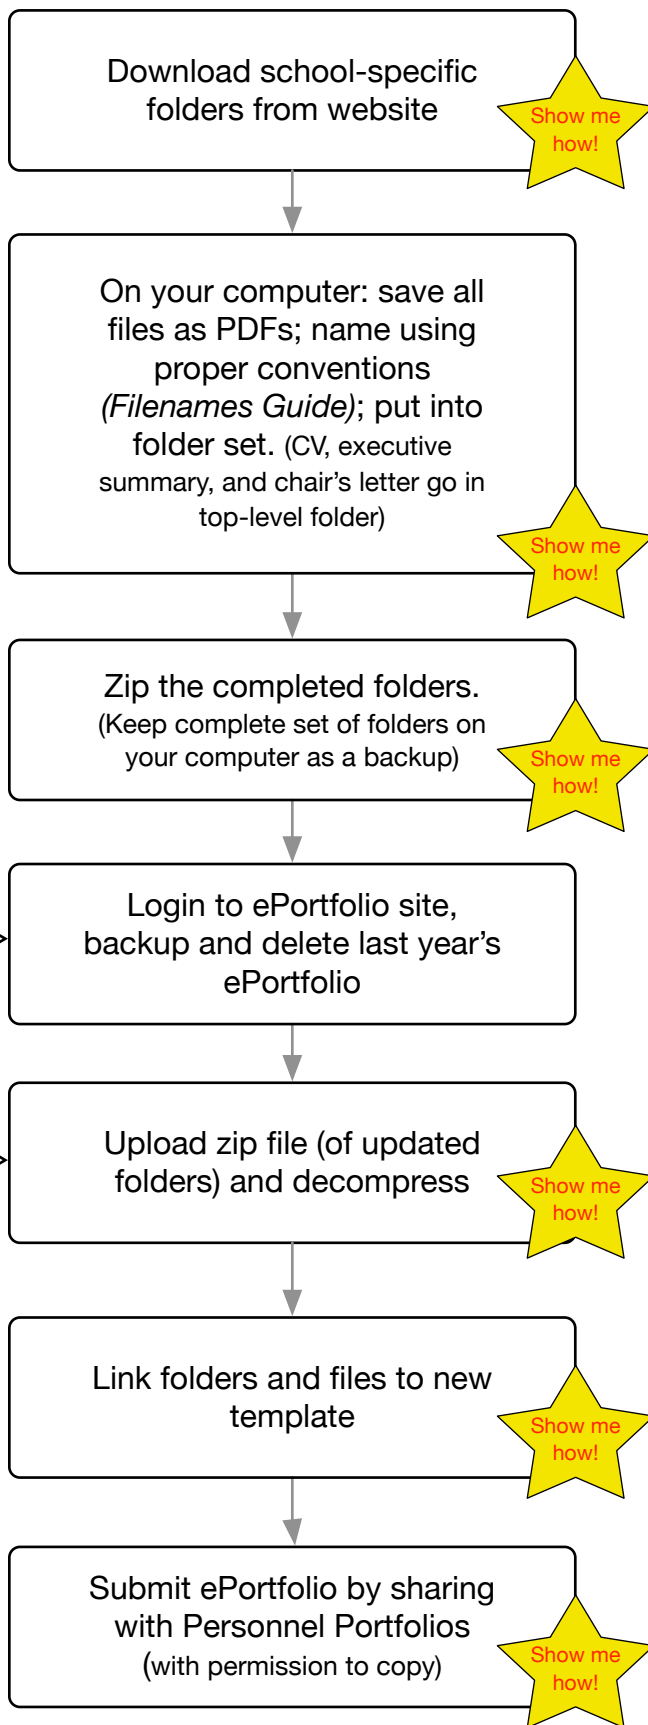 Download school-specific
folders from website
Show me
how!
On your computer: save all
files as PDFs; name using
proper conventions
(Filenames Guide); put into
folder set. (CV, executive
summary, and chair’s letter go in
top-level folder)
Show me
how!
Zip the completed folders.
(Keep complete set of folders on
your computer as a backup)
Show me
how!
Login to ePortfolio site,
backup and delete last year’s
ePortfolio
Upload zip file (of updated
folders) and decompress
Show me
how!
Link folders and files to new
template
Show me
how!
Submit ePortfolio by sharing
with Personnel Portfolios
(with permission to copy)
Show me
how!